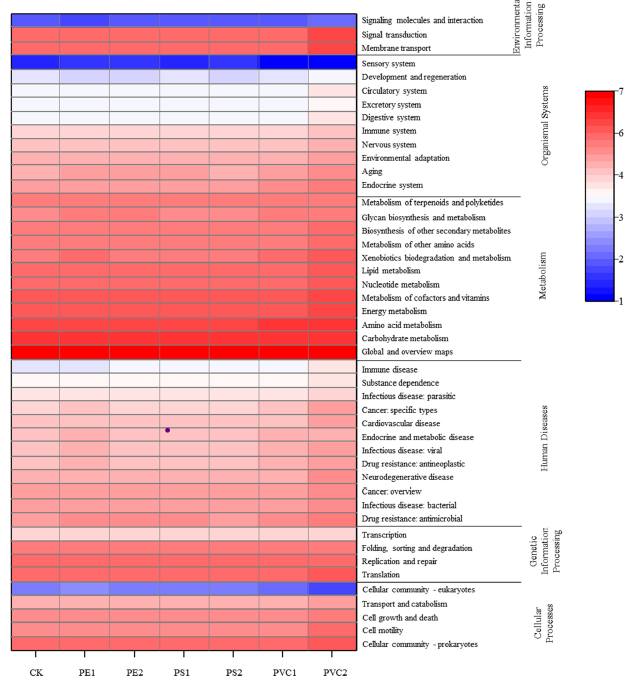 Signaling molecules and interaction
Signal transduction
Membrane transport
Environmental
Information
Processing
Sensory system
Development and regeneration
Circulatory system
Excretory system
Digestive system
Immune system
Nervous system
Environmental adaptation
Aging
Endocrine system
Organismal Systems
Metabolism of terpenoids and polyketides
Glycan biosynthesis and metabolism
Biosynthesis of other secondary metabolites
Metabolism of other amino acids
Xenobiotics biodegradation and metabolism
Lipid metabolism
Nucleotide metabolism
Metabolism of cofactors and vitamins
Energy metabolism
Amino acid metabolism
Carbohydrate metabolism
Global and overview maps
Metabolism
Immune disease
Substance dependence
Infectious disease: parasitic
Cancer: specific types
Cardiovascular disease
Endocrine and metabolic disease
Infectious disease: viral
Drug resistance: antineoplastic
Neurodegenerative disease
Cancer: overview
Infectious disease: bacterial
Drug resistance: antimicrobial
Human Diseases
Transcription
Folding, sorting and degradation
Replication and repair
Translation
Genetic
Information
Processing
Cellular community - eukaryotes
Transport and catabolism
Cell growth and death
Cell motility
Cellular community - prokaryotes
Cellular
Processes
CK PE1 PE2 PS1 PS2 PVC1 PVC2
7
6
5
4
3
2
1